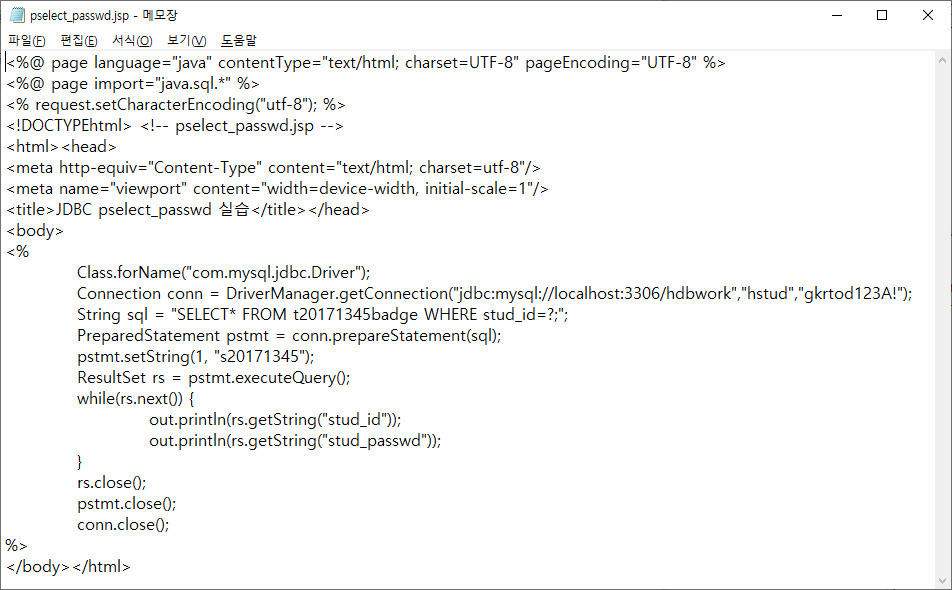 pselect_passwd.jsp - 메모장
파일(F) 편집(E) 서식(O) 보기(V) 도움말
<%@ page language="java" contentType="text/html; charset=UTF-8" pageEncoding="UTF-8" %>
<%@ page import="java.sql.*" %>
<% request.setCharacterEncoding("utf-8"); %>
<!DOCTYPEhtml> <!-- pselect_passwd.jsp -->
<html><head>
<meta http-equiv="Content-Type" content="text/html; charset=utf-8"/>
<meta name="viewport" content="width=device-width, initial-scale=1"/>
<title>JDBC pselect_passwd 실습</title></head>
<body>
<%
Class.forName("com.mysql.jdbc.Driver");
Connection conn = DriverManager.getConnection("jdbc:mysql://localhost:3306/hdbwork","hstud","gkrtod123A!");
String sql = "SELECT* FROM t20171345badge WHERE stud_id=?;";
PreparedStatement pstmt = conn.prepareStatement(sql);
pstmt.setString(1, "s20171345");
ResultSet rs = pstmt.executeQuery();
while(rs.next()) {
out.println(rs.getString("stud_id"));
out.println(rs.getString("stud_passwd"));
}
rs.close();
pstmt.close();
conn.close();
%>
</body></html>